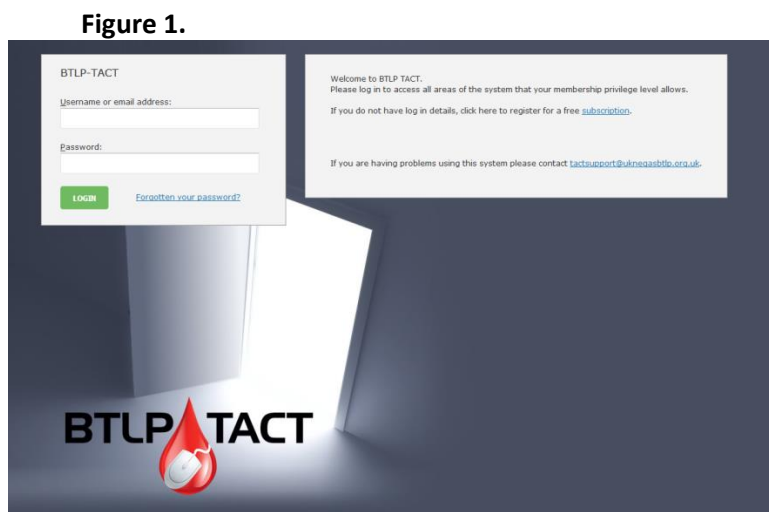 Figure 1.
BTLP-TACT
Username or email address:
Password:
LOGIN Forgotten your password?
Welcome to BTLP TACT.
Please log in to access all areas of the system that your membership privilege level allows.
If you do not have log in details, click here to register for a free subscription.
If you are having problems using this system please contact tactsupport@ukneqasbtlp.org.uk.
BTLP TACT